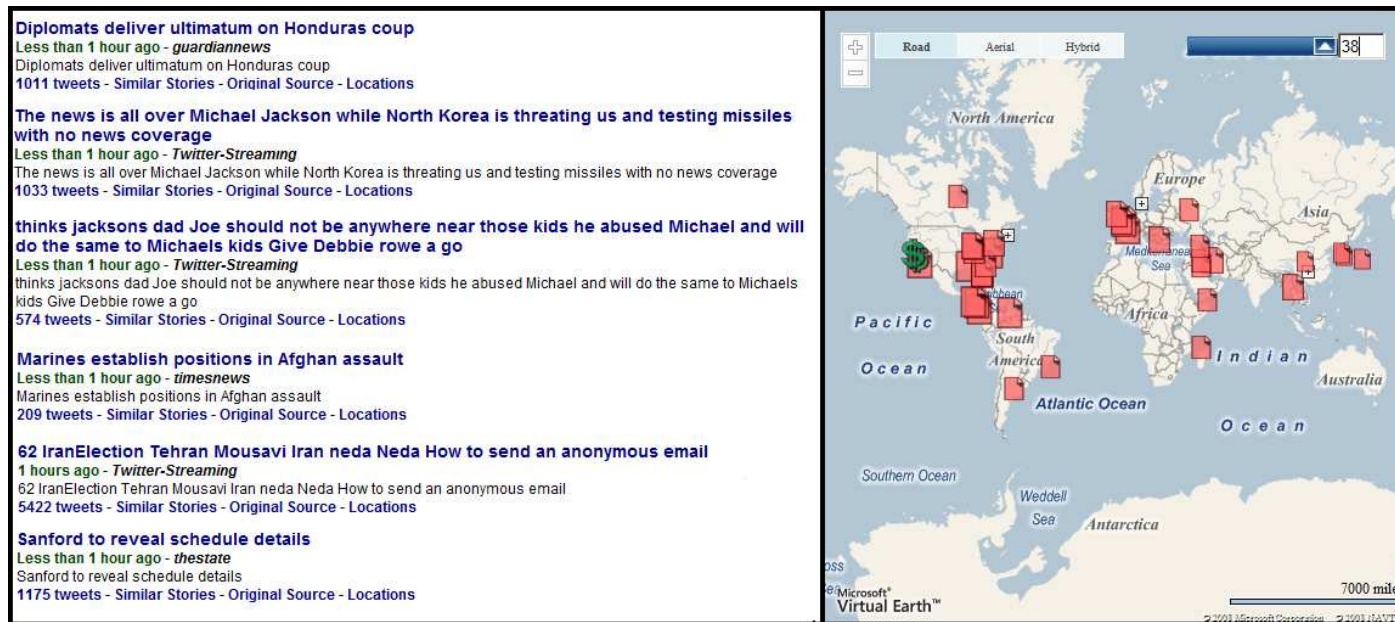 Diplomats deliver ultimatum on Honduras coup
Less than 1 hour ago - guardiannews
Diplomats deliver ultimatum on Honduras coup
1011 tweets - Similar Stories - Original Source - Locations
The news is all over Michael Jackson while North Korea is threating us and testing missiles
with no news coverage
Less than 1 hour ago - Twitter-Streaming
The news is all over Michael Jackson while North Korea is threating us and testing missiles with no news coverage
1033 tweets - Similar Stories - Original Source - Locations
thinks jacksons dad Joe should not be anywhere near those kids he abused Michael and will
do the same to Michaels kids Give Debbie rowe a go
Less than 1 hour ago - Twitter-Streaming
thinks jacksons dad Joe should not be anywhere near those kids he abused Michael and will do the same to Michaels
kids Give Debbie rowe a go
574 tweets - Similar Stories - Original Source - Locations
Marines establish positions in Afghan assault
Less than 1 hour ago - timesnews
Marines establish positions in Afghan assault
209 tweets - Similar Stories - Original Source - Locations
62 IranElection Tehran Mousavi Iran neda Neda How to send an anonymous email
1 hours ago - Twitter-Streaming
62 IranElection Tehran Mousavi Iran neda Neda How to send an anonymous email
5422 tweets - Similar Stories - Original Source - Locations
Sanford to reveal schedule details
Less than 1 hour ago - thestate
Sanford to reveal schedule details
1175 tweets - Similar Stories - Original Source - Locations
Road Aerial Hybrid
38
North America
Europe
Asia
Sea
Africa
Pacific
Ocean
South
America
Indian
Ocean
Australia
Atlantic Ocean
Southern Ocean
Weddell
Sea
Antarctica
Microsoft®
Virtual Earth™
7000 mile
© 2008 Microsoft Corporation © 2008 NAVT